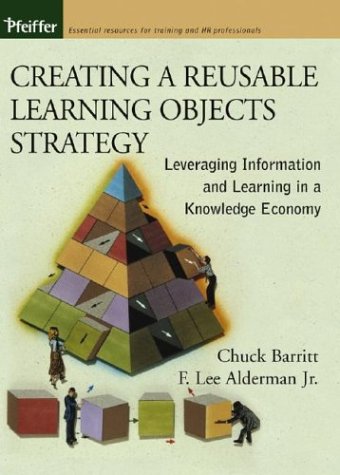 Pfeiffer
Essential resources for training and HR professionals
CREATING A REUSABLE
LEARNING OBJECTS
STRATEGY
Leveraging Information
and Learning in a
Knowledge Economy
Chuck Barritt
F. Lee Alderman Jr.